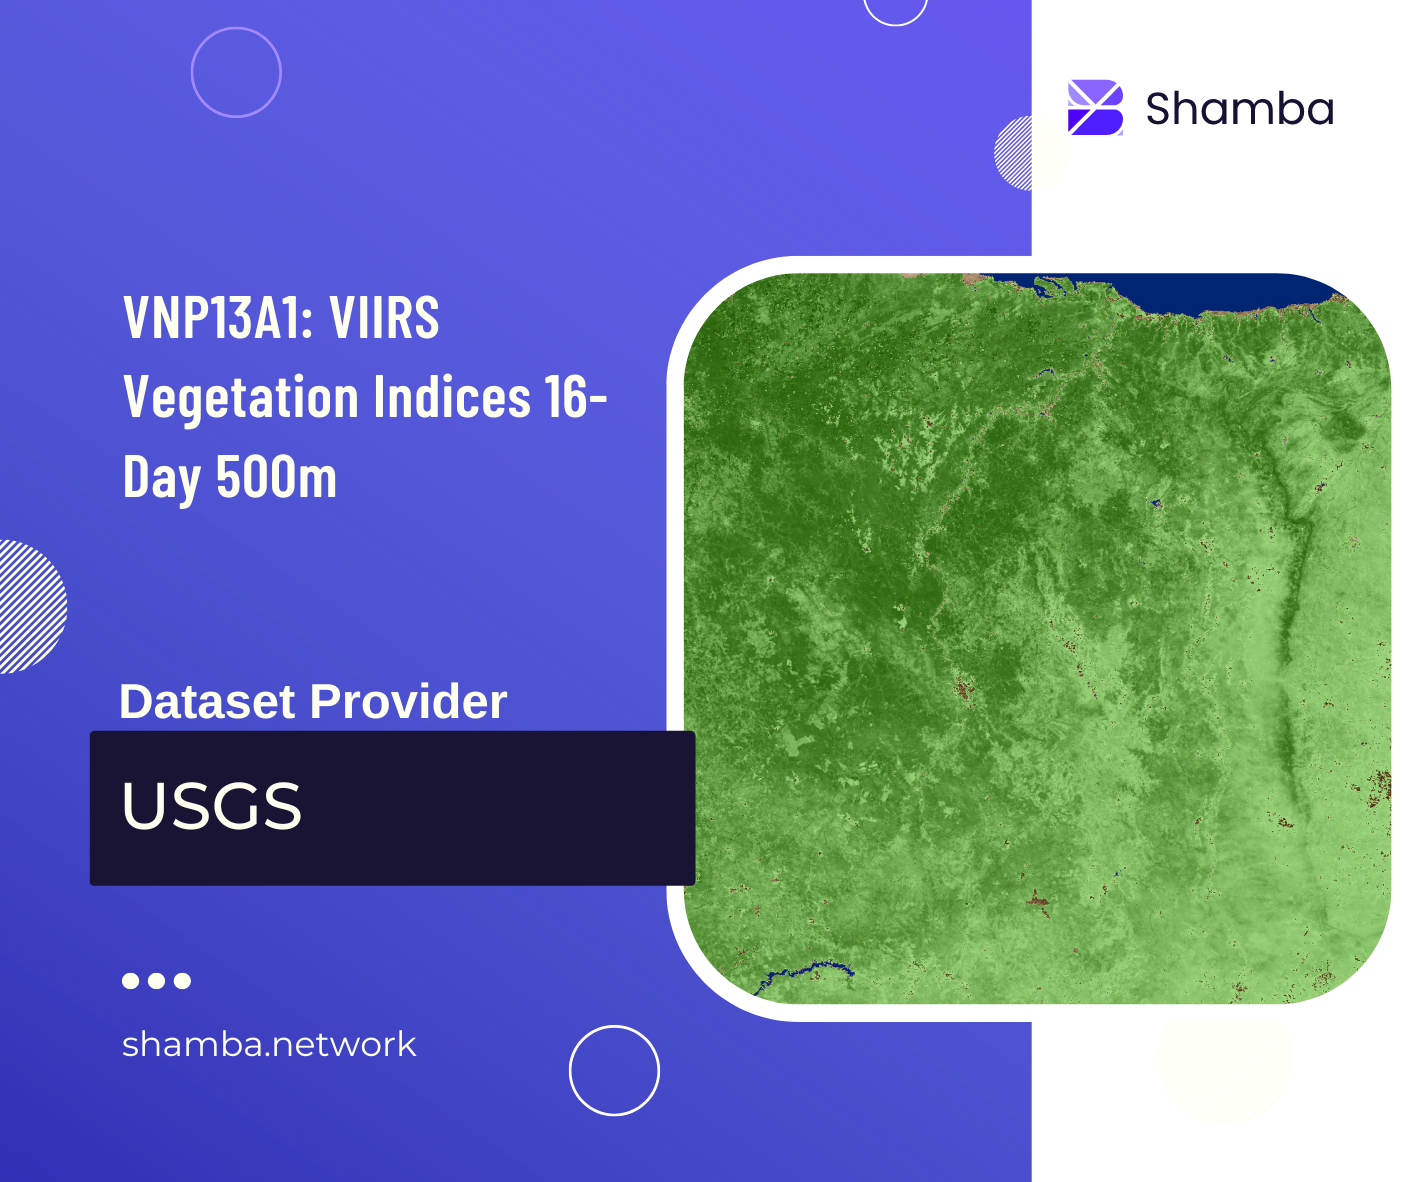 Shamba
VNP13A1: VIIRS
Vegetation Indices 16-
Day 500m
Dataset Provider
USGS
shamba.network